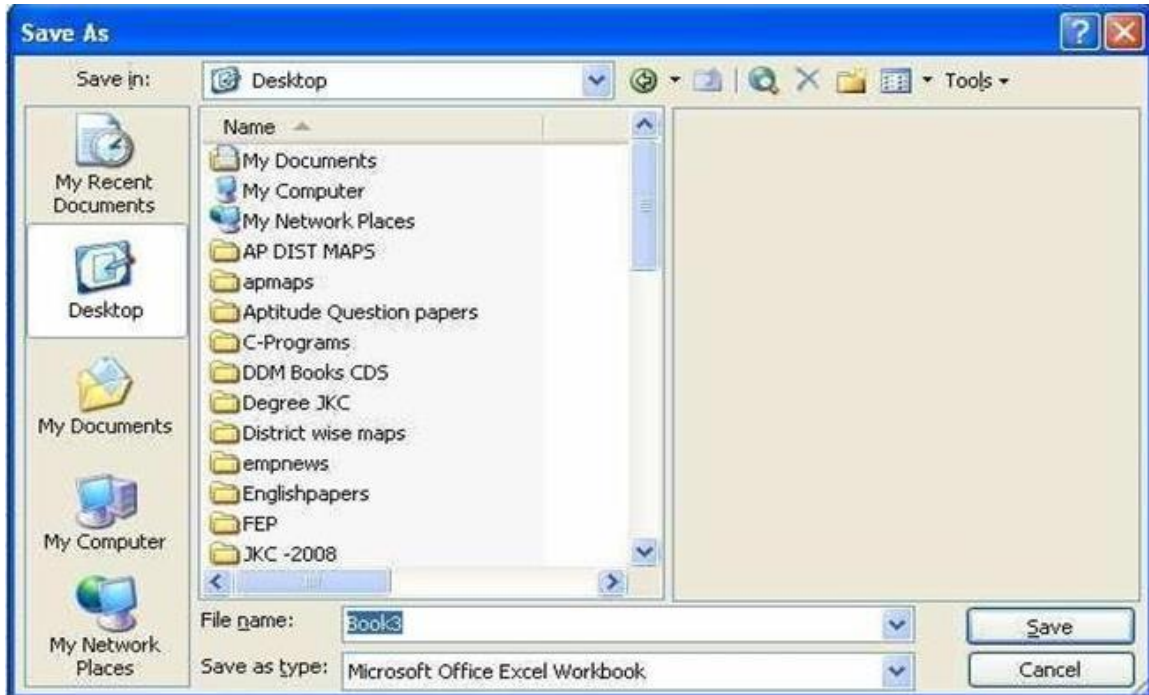 Save As
Save in:
Desktop
Tools
Name
My Recent
Documents
Desktop
My Documents
My Computer
My Network
Places
My Documents
My Computer
My Network Places
AP DIST MAPS
apmaps
Aptitude Question papers
C-Programs
DDM Books CDS
Degree JKC
District wise maps
empnews
Englishpapers
FEP
JKC -2008
File name:
Book3
Save
Save as type:
Microsoft Office Excel Workbook
Cancel